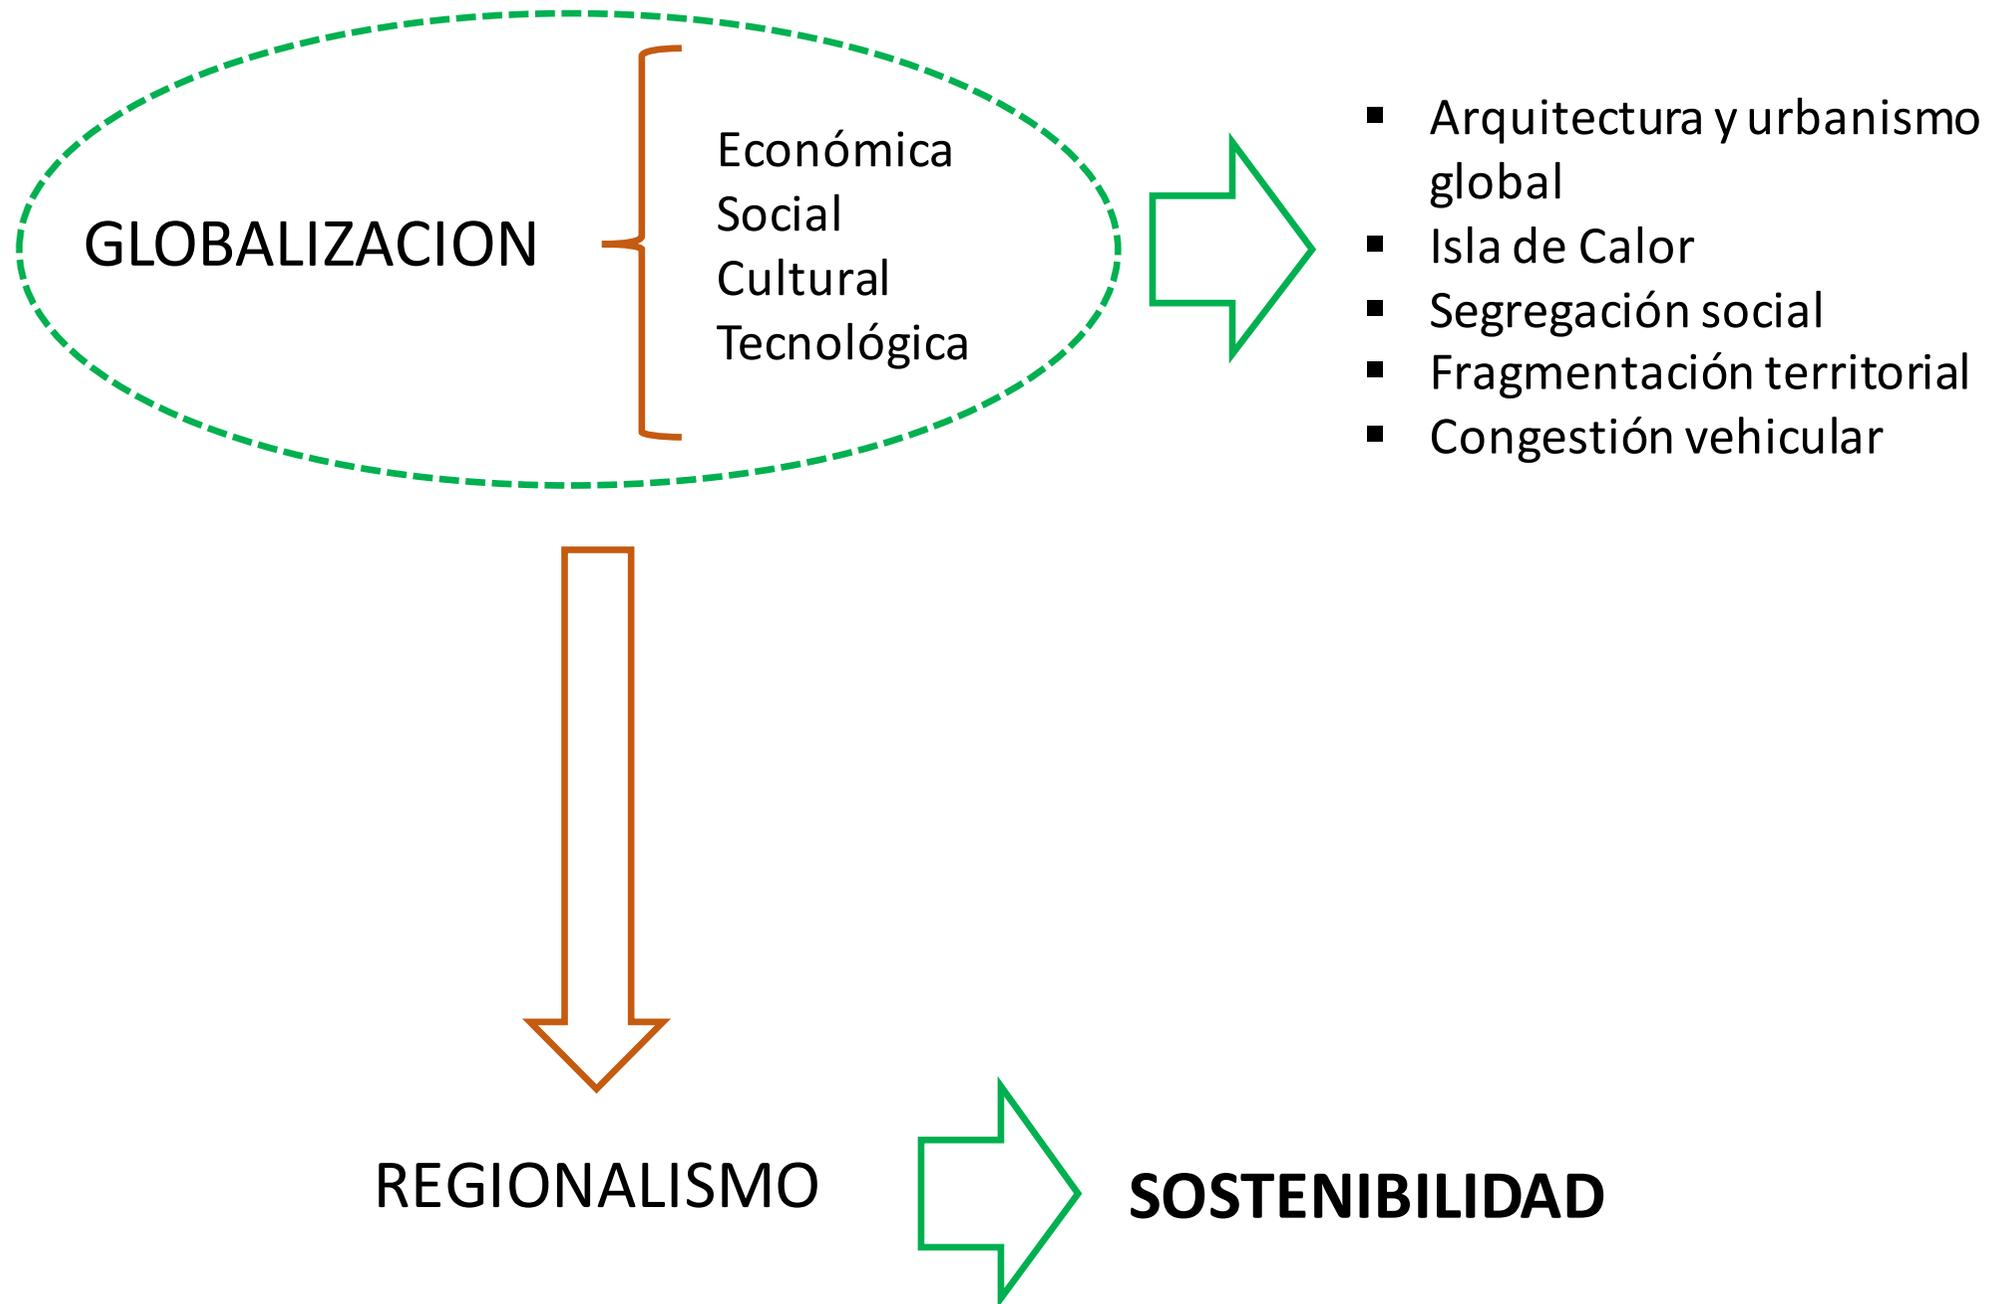 GLOBALIZACION
Económica
Social
Cultural
Tecnológica
▪ Arquitectura y urbanismo
global
▪ Isla de Calor
▪ Segregación social
▪ Fragmentación territorial
▪ Congestión vehicular
REGIONALISMO
SOSTENIBILIDAD